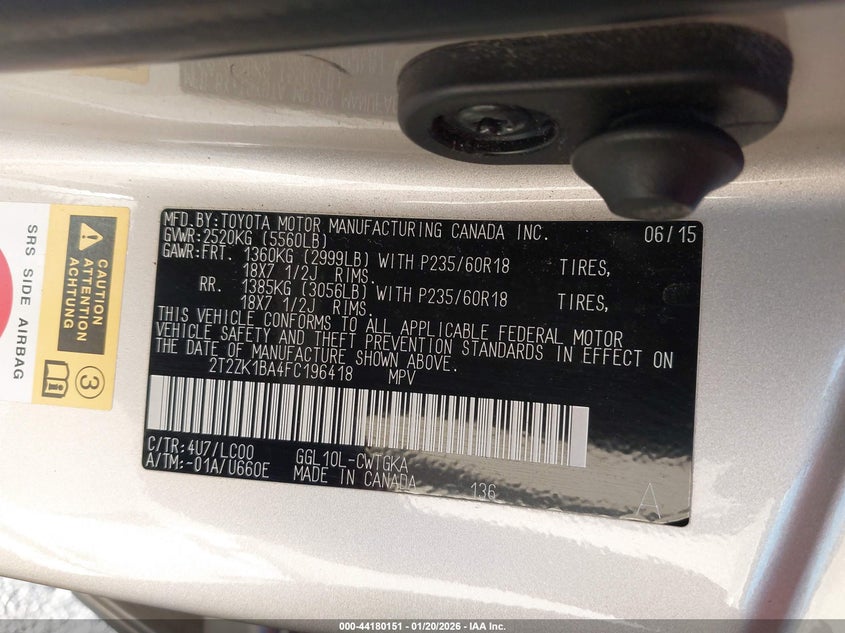 MFD. BY: TOYOTA MOTOR MANUFACTURING CANADA INC. 06/15
GVWR: 2520KG (5560LB)
GAWR: FRT. 1360KG (2999LB) WITH P235/60R18 TIRES,
18X7 1/2J RIMS.
RR. 1385KG (3056LB) WITH P235/60R18 TIRES,
18X7 1/2J RIMS.
THIS VEHICLE CONFORMS TO ALL APPLICABLE FEDERAL MOTOR
VEHICLE SAFETY AND THEFT PREVENTION STANDARDS IN EFFECT ON
THE DATE OF MANUFACTURE SHOWN ABOVE.
2T2ZK1BA4FC196418 MPV
C/TR: 4U7/LC00 GGL10L-CWTGKA
A/TM: -01A/U660E MADE IN CANADA 136
A
SRS SIDE AIRBAG
CAUTION
ATTENTION
ACHTUNG
3
000-44180151 — 01/20/2026 — IAA Inc.